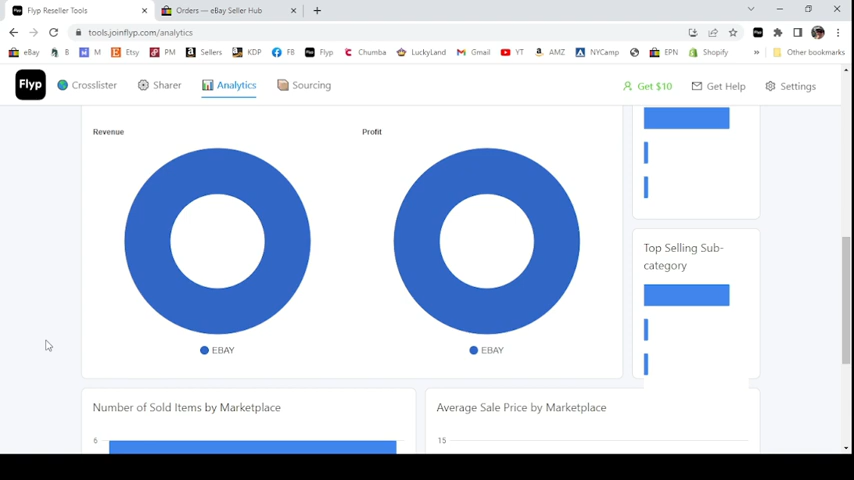 Flyp Reseller Tools
Orders — eBay Seller Hub
tools.joinflyp.com/analytics
eBay
B
M
Etsy
PM
Sellers
KDP
FB
Flyp
Chumba
LuckyLand
Gmail
YT
AMZ
NYCamp
EPN
Shopify
Other bookmarks
Flyp
Crosslister
Sharer
Analytics
Sourcing
Get $10
Get Help
Settings
Revenue
Profit
EBAY
EBAY
Top Selling Sub-
category
Number of Sold Items by Marketplace
6
Average Sale Price by Marketplace
15